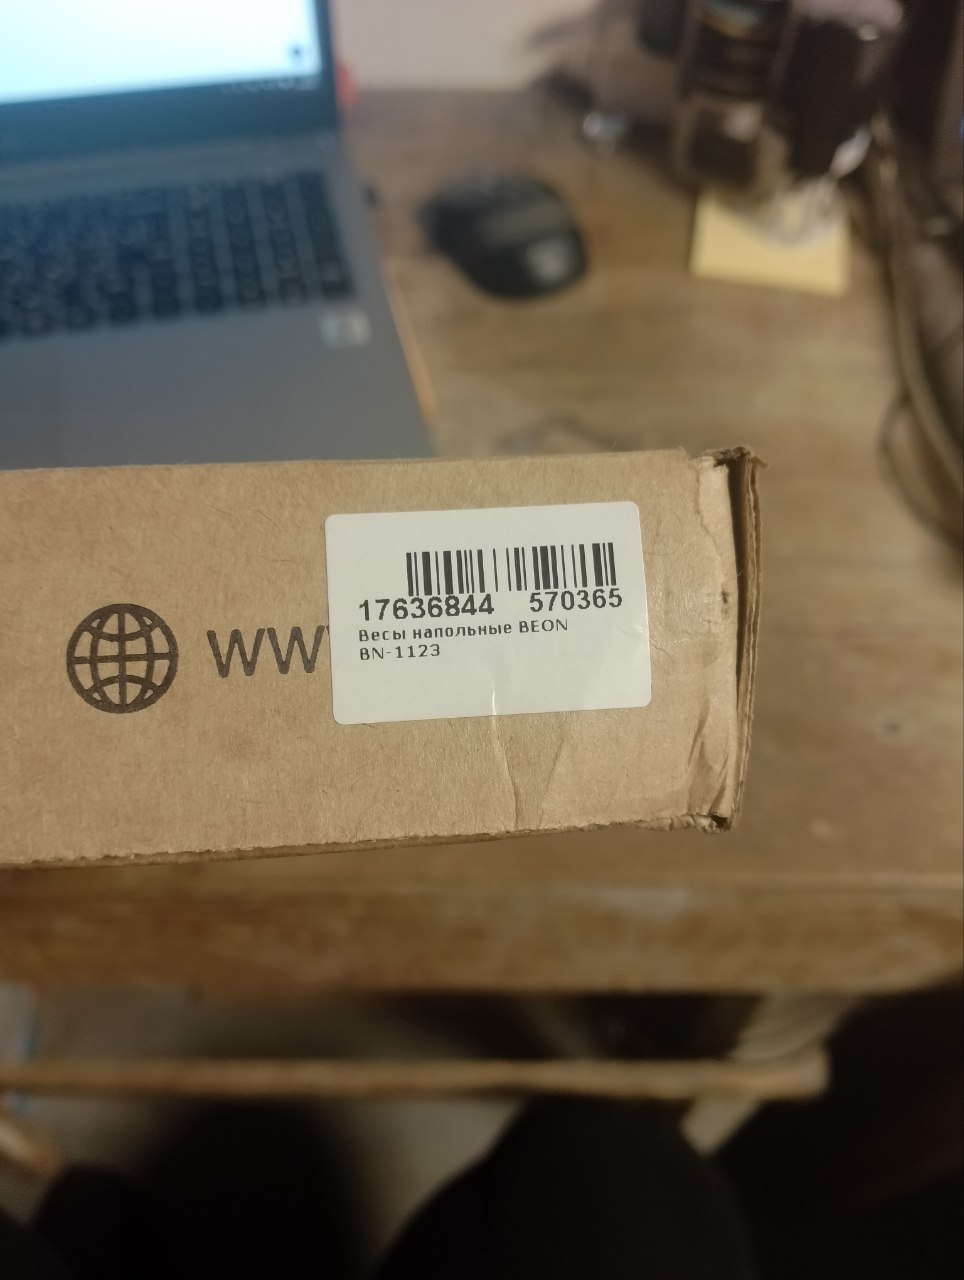 17636844 570365
Весы напольные BEON
BN-1123
WW